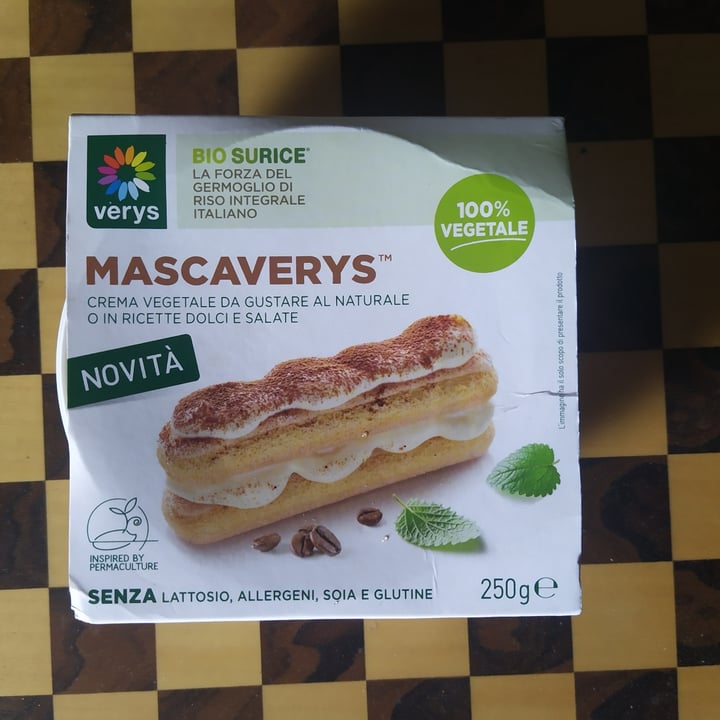 verys
BIO SURICE®
LA FORZA DEL
GERMOGLIO DI
RISO INTEGRALE
ITALIANO
100%
VEGETALE
MASCAVERYS™
CREMA VEGETALE DA GUSTARE AL NATURALE
O IN RICETTE DOLCI E SALATE
NOVITÀ
L'immagine ha il solo scopo di presentare il prodotto
INSPIRED BY
PERMACULTURE
SENZA LATTOSIO, ALLERGENI, SOIA E GLUTINE
250g ℮